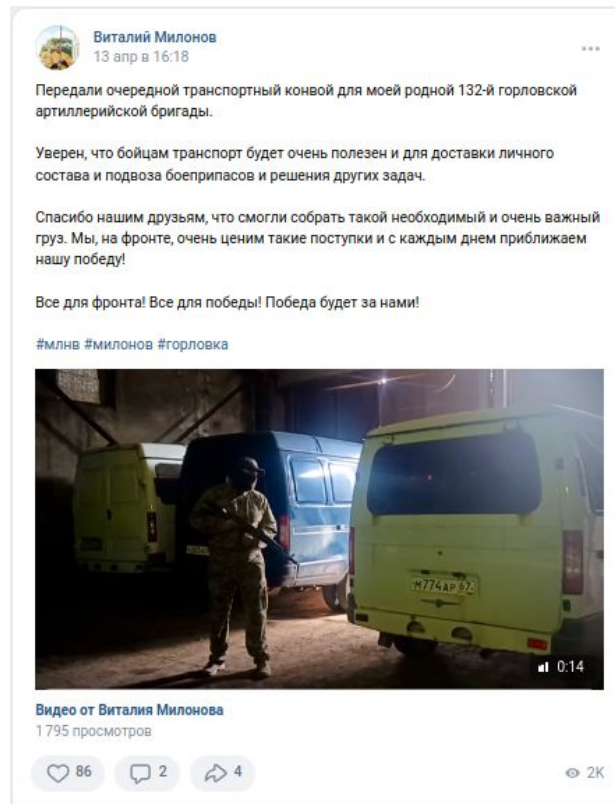 Виталий Милонов
13 апр в 16:18
Передали очередной транспортный конвой для моей родной 132-й горловской
артиллерийской бригады.
Уверен, что бойцам транспорт будет очень полезен и для доставки личного
состава и подвоза боеприпасов и решения других задач.
Спасибо нашим друзьям, что смогли собрать такой необходимый и очень важный
груз. Мы, на фронте, очень ценим такие поступки и с каждым днем приближаем
нашу победу!
Все для фронта! Все для победы! Победа будет за нами!
#млнв #милонов #горловка
М774АР 67
0:14
Видео от Виталия Милонова
1 795 просмотров
86
2
4
2K